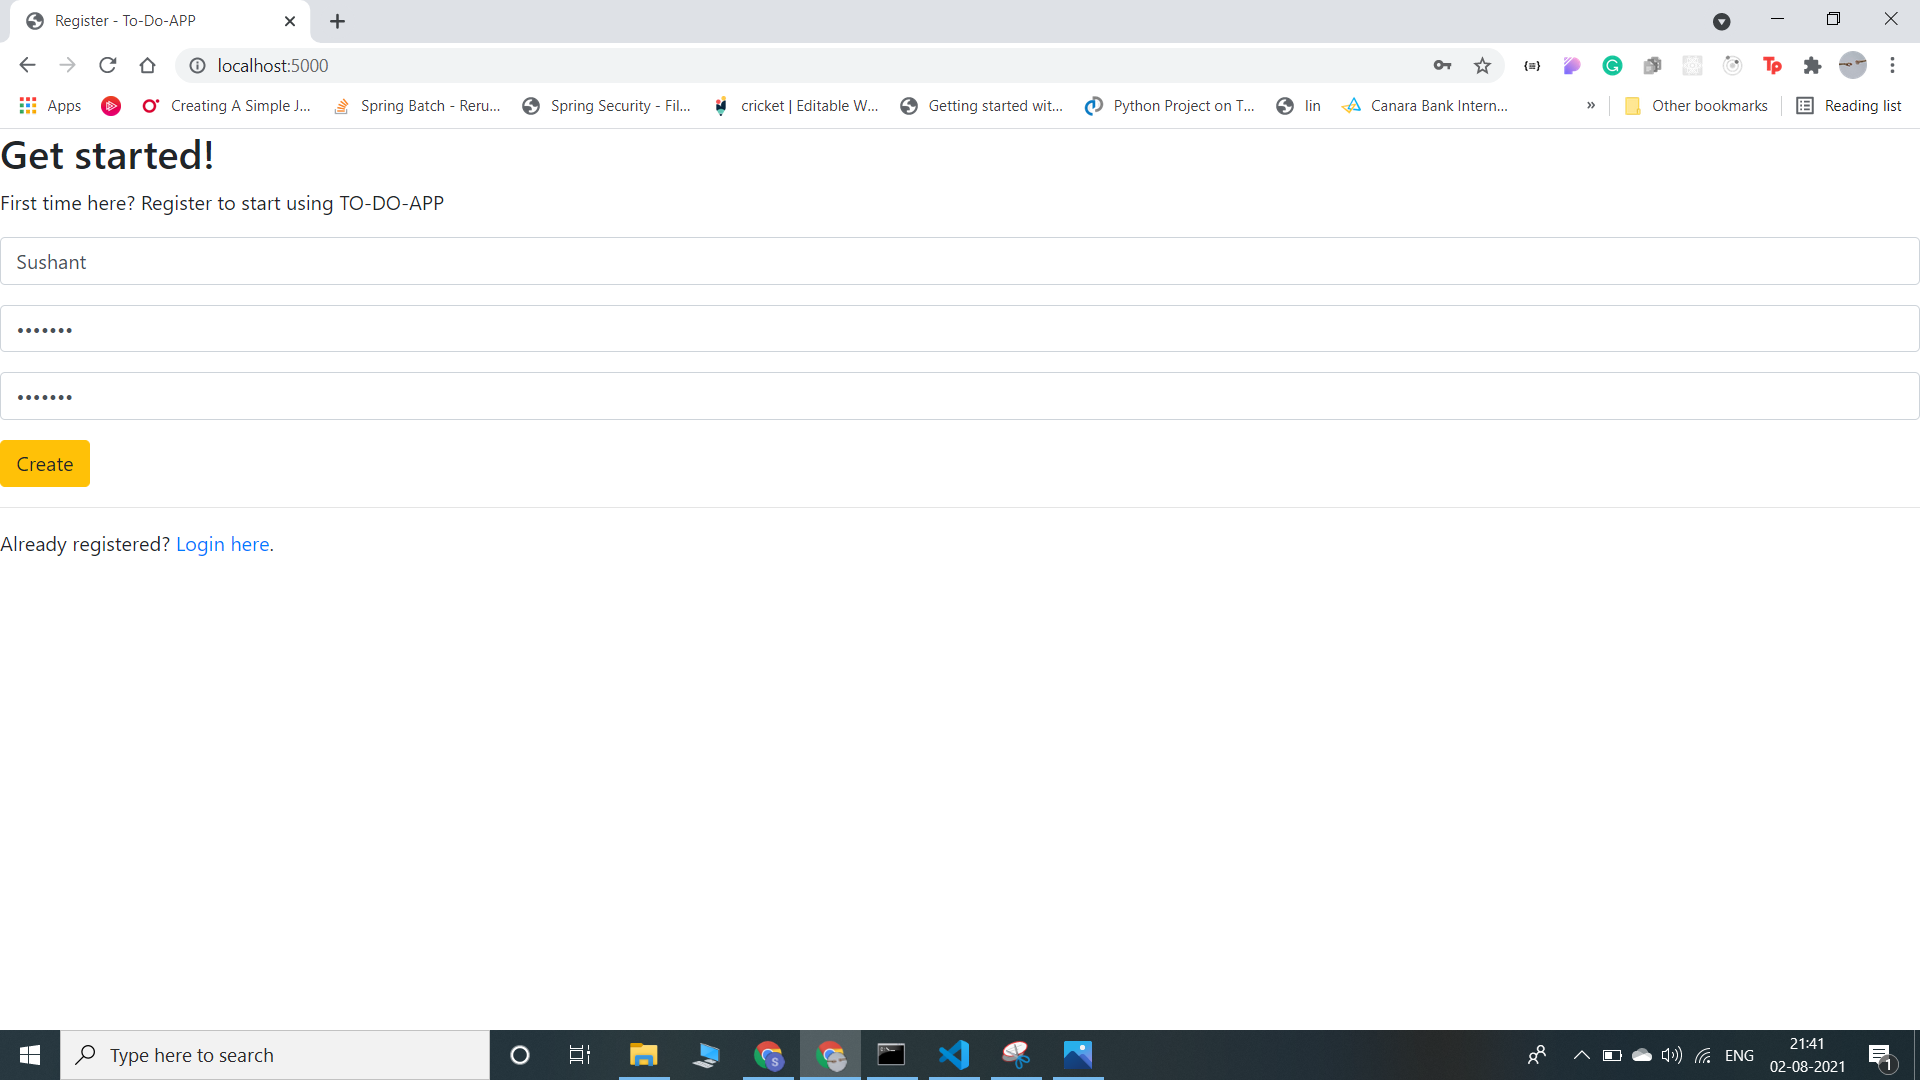 Register - To-Do-APP
localhost:5000
Apps
Creating A Simple J...
Spring Batch - Reru...
Spring Security - Fil...
cricket | Editable W...
Getting started wit...
Python Project on T...
lin
Canara Bank Intern...
»
Other bookmarks
Reading list
Get started!
First time here? Register to start using TO-DO-APP
Sushant
•••••••
•••••••
Create
Already registered? Login here.
Type here to search
ENG
21:41
02-08-2021
1